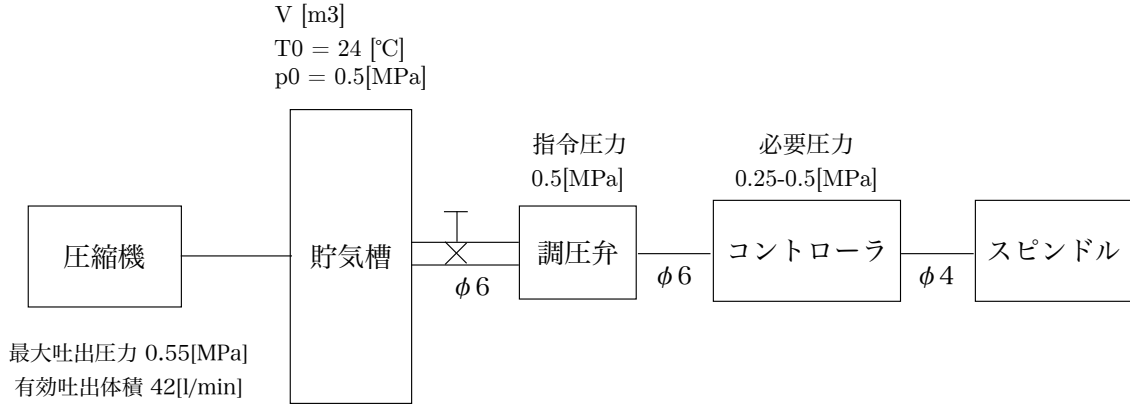 V [m3]
T0 = 24 [℃]
p0 = 0.5[MPa]
指令圧力
0.5[MPa]
必要圧力
0.25-0.5[MPa]
圧縮機
貯気槽
調圧弁
コントローラ
スピンドル
φ6
φ6
φ4
最大吐出圧力 0.55[MPa]
有効吐出体積 42[l/min]